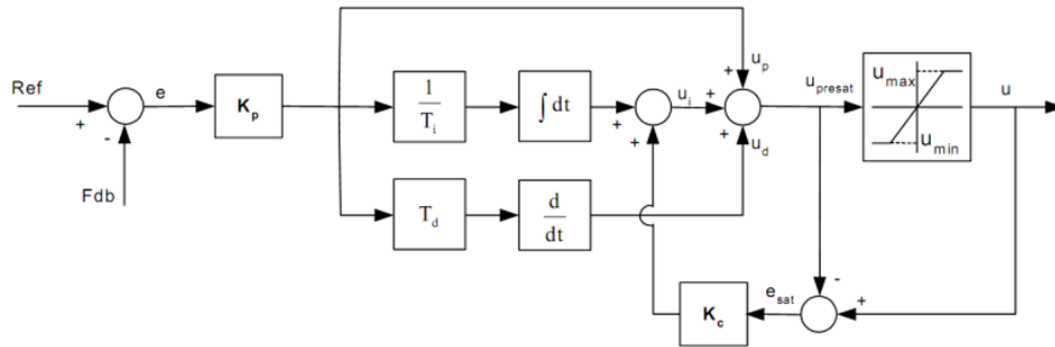 Ref
+
-
Fdb
e
K_p
1
T_i
∫ dt
+
+
u_i
+
+
+
u_p
u_d
T_d
d
dt
u_presat
u_max
u_min
u
-
+
e_sat
K_c